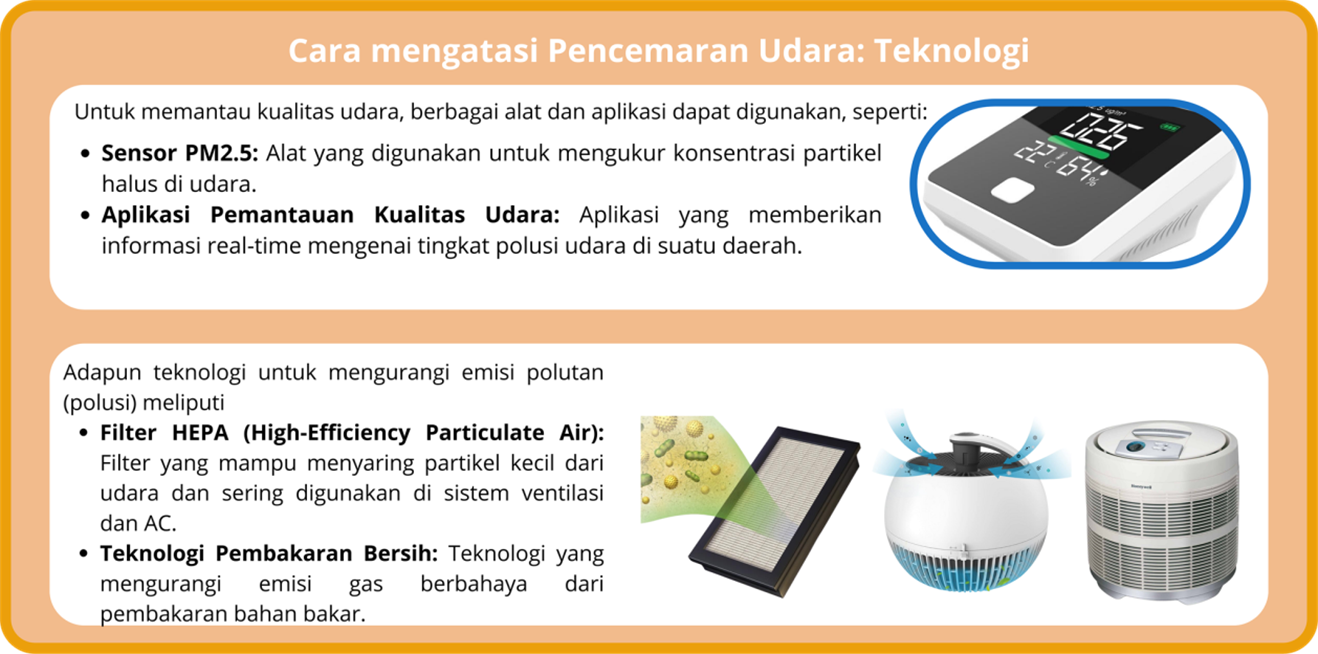 Cara mengatasi Pencemaran Udara: Teknologi
Untuk memantau kualitas udara, berbagai alat dan aplikasi dapat digunakan, seperti:
• Sensor PM2.5: Alat yang digunakan untuk mengukur konsentrasi partikel
halus di udara.
• Aplikasi Pemantauan Kualitas Udara: Aplikasi yang memberikan
informasi real-time mengenai tingkat polusi udara di suatu daerah.
026
22 °C 64%
Adapun teknologi untuk mengurangi emisi polutan
(polusi) meliputi
• Filter HEPA (High-Efficiency Particulate Air):
Filter yang mampu menyaring partikel kecil dari
udara dan sering digunakan di sistem ventilasi
dan AC.
• Teknologi Pembakaran Bersih: Teknologi yang
mengurangi emisi gas berbahaya dari
pembakaran bahan bakar.
Honeywell